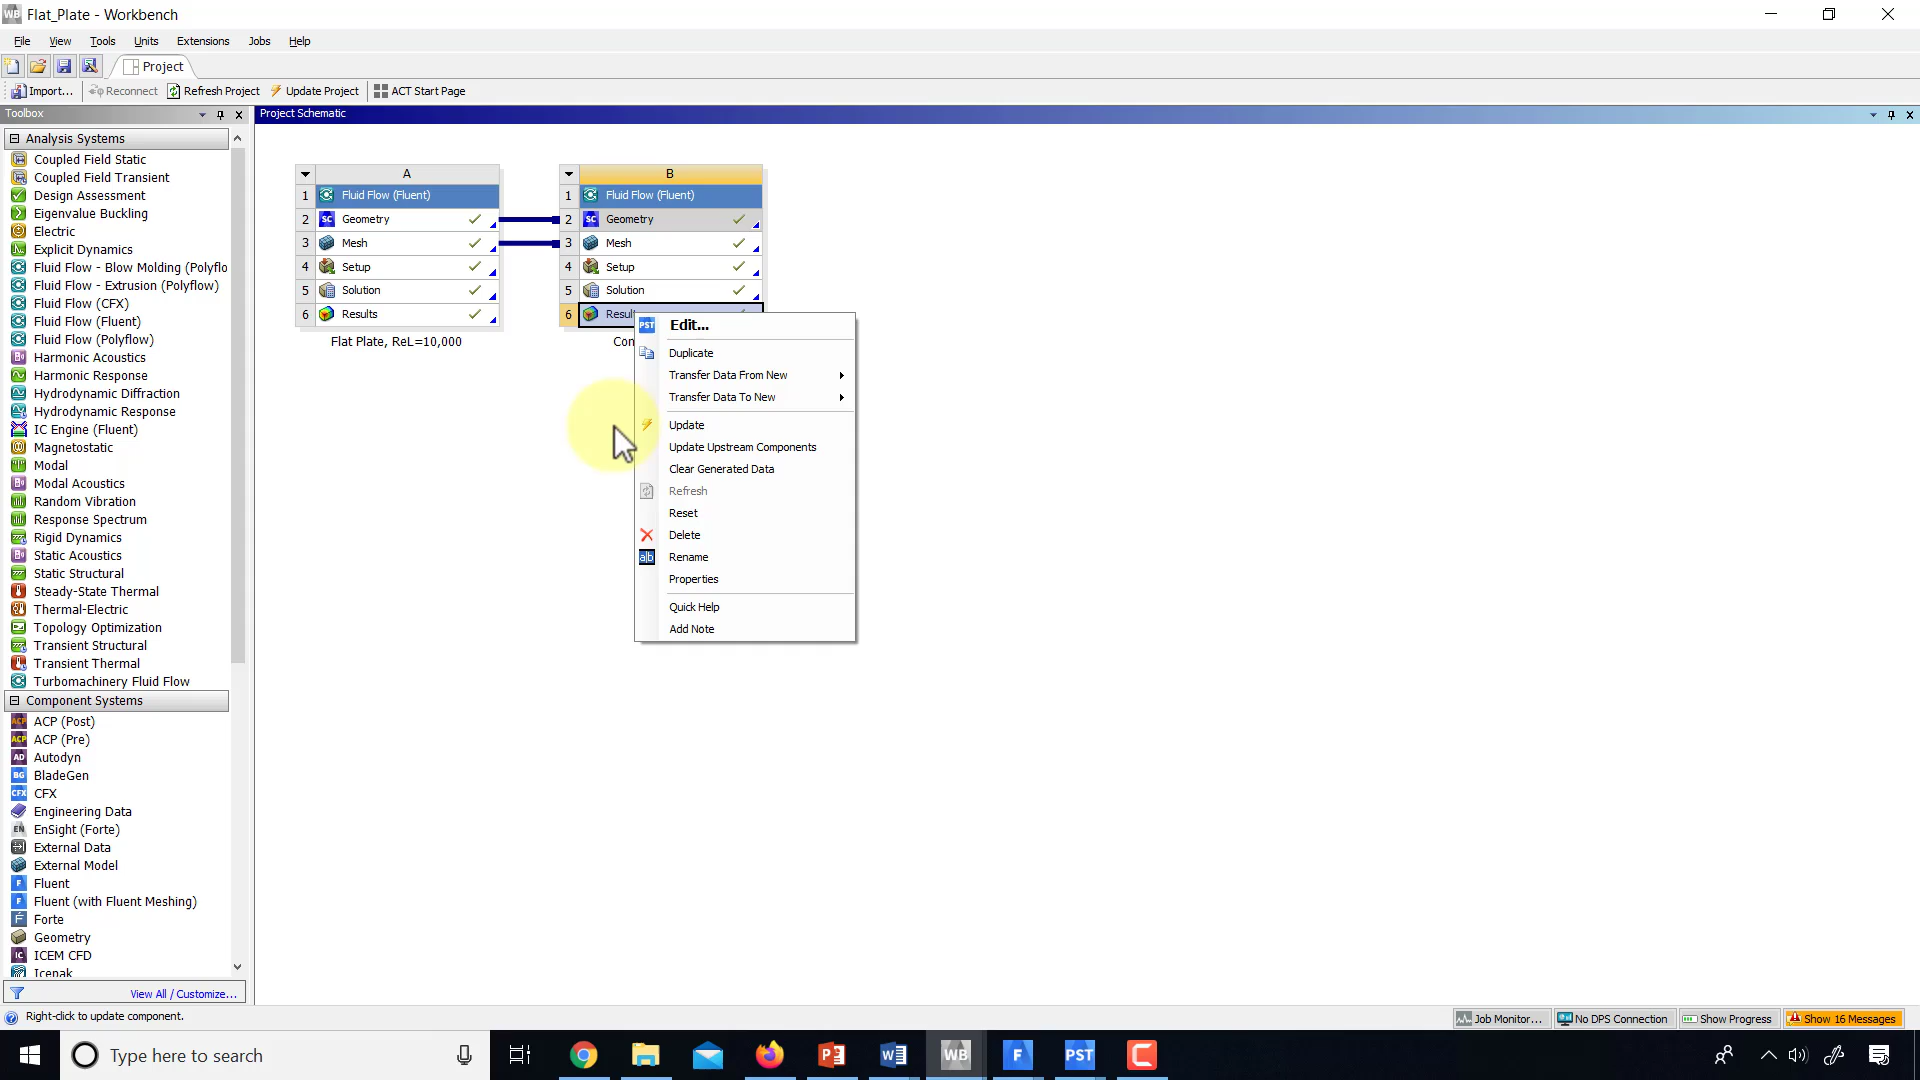 Flat_Plate - Workbench
File View Tools Units Extensions Jobs Help
Project
Import... Reconnect Refresh Project Update Project ACT Start Page
Toolbox
Project Schematic
Analysis Systems
Coupled Field Static
Coupled Field Transient
Design Assessment
Eigenvalue Buckling
Electric
Explicit Dynamics
Fluid Flow - Blow Molding (Polyflo
Fluid Flow - Extrusion (Polyflow)
Fluid Flow (CFX)
Fluid Flow (Fluent)
Fluid Flow (Polyflow)
Harmonic Acoustics
Harmonic Response
Hydrodynamic Diffraction
Hydrodynamic Response
IC Engine (Fluent)
Magnetostatic
Modal
Modal Acoustics
Random Vibration
Response Spectrum
Rigid Dynamics
Static Acoustics
Static Structural
Steady-State Thermal
Thermal-Electric
Topology Optimization
Transient Structural
Transient Thermal
Turbomachinery Fluid Flow
Component Systems
ACP (Post)
ACP (Pre)
Autodyn
BladeGen
CFX
Engineering Data
EnSight (Forte)
External Data
External Model
Fluent
Fluent (with Fluent Meshing)
Forte
Geometry
ICEM CFD
Icepak
View All / Customize...
A
1 Fluid Flow (Fluent)
2 Geometry
3 Mesh
4 Setup
5 Solution
6 Results
Flat Plate, ReL=10,000
B
1 Fluid Flow (Fluent)
2 Geometry
3 Mesh
4 Setup
5 Solution
6 Result
Con
Edit...
Duplicate
Transfer Data From New
Transfer Data To New
Update
Update Upstream Components
Clear Generated Data
Refresh
Reset
Delete
Rename
Properties
Quick Help
Add Note
Right-click to update component.
Job Monitor... No DPS Connection Show Progress Show 16 Messages
Type here to search
WB F PST